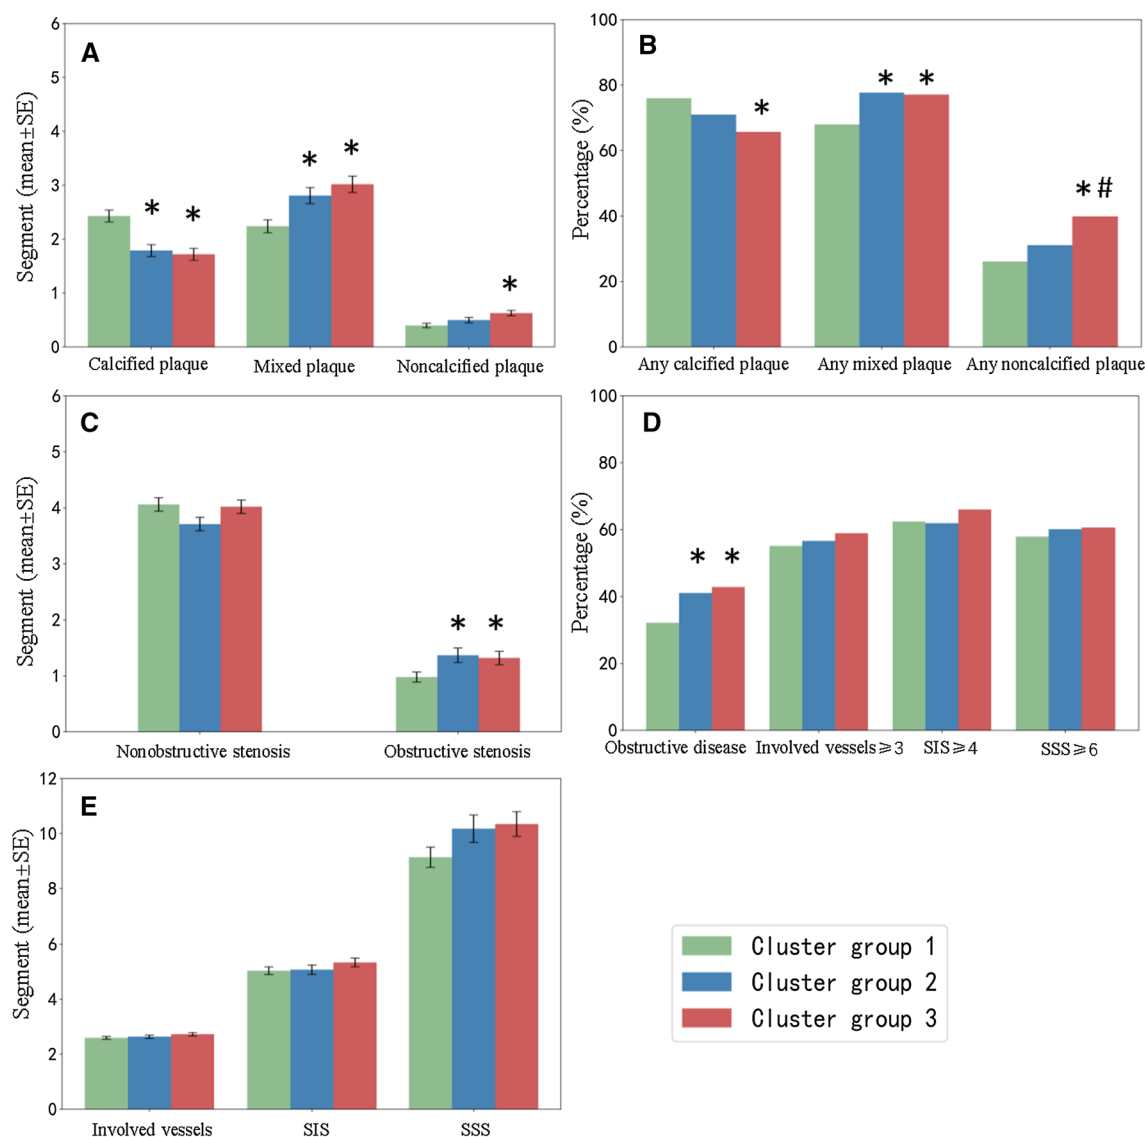 A
Segment (mean±SE)
6
5
4
3
2
1
0
* * * * *
Calcified plaque Mixed plaque Noncalcified plaque
B
Percentage (%)
100
80
60
40
20
0
* * * * #
Any calcified plaque Any mixed plaque Any noncalcified plaque
C
Segment (mean±SE)
6
5
4
3
2
1
0
* *
Nonobstructive stenosis Obstructive stenosis
D
Percentage (%)
100
80
60
40
20
0
* *
Obstructive disease Involved vessels⩾3 SIS⩾4 SSS⩾6
E
Segment (mean±SE)
12
10
8
6
4
2
0
Involved vessels SIS SSS
Cluster group 1
Cluster group 2
Cluster group 3